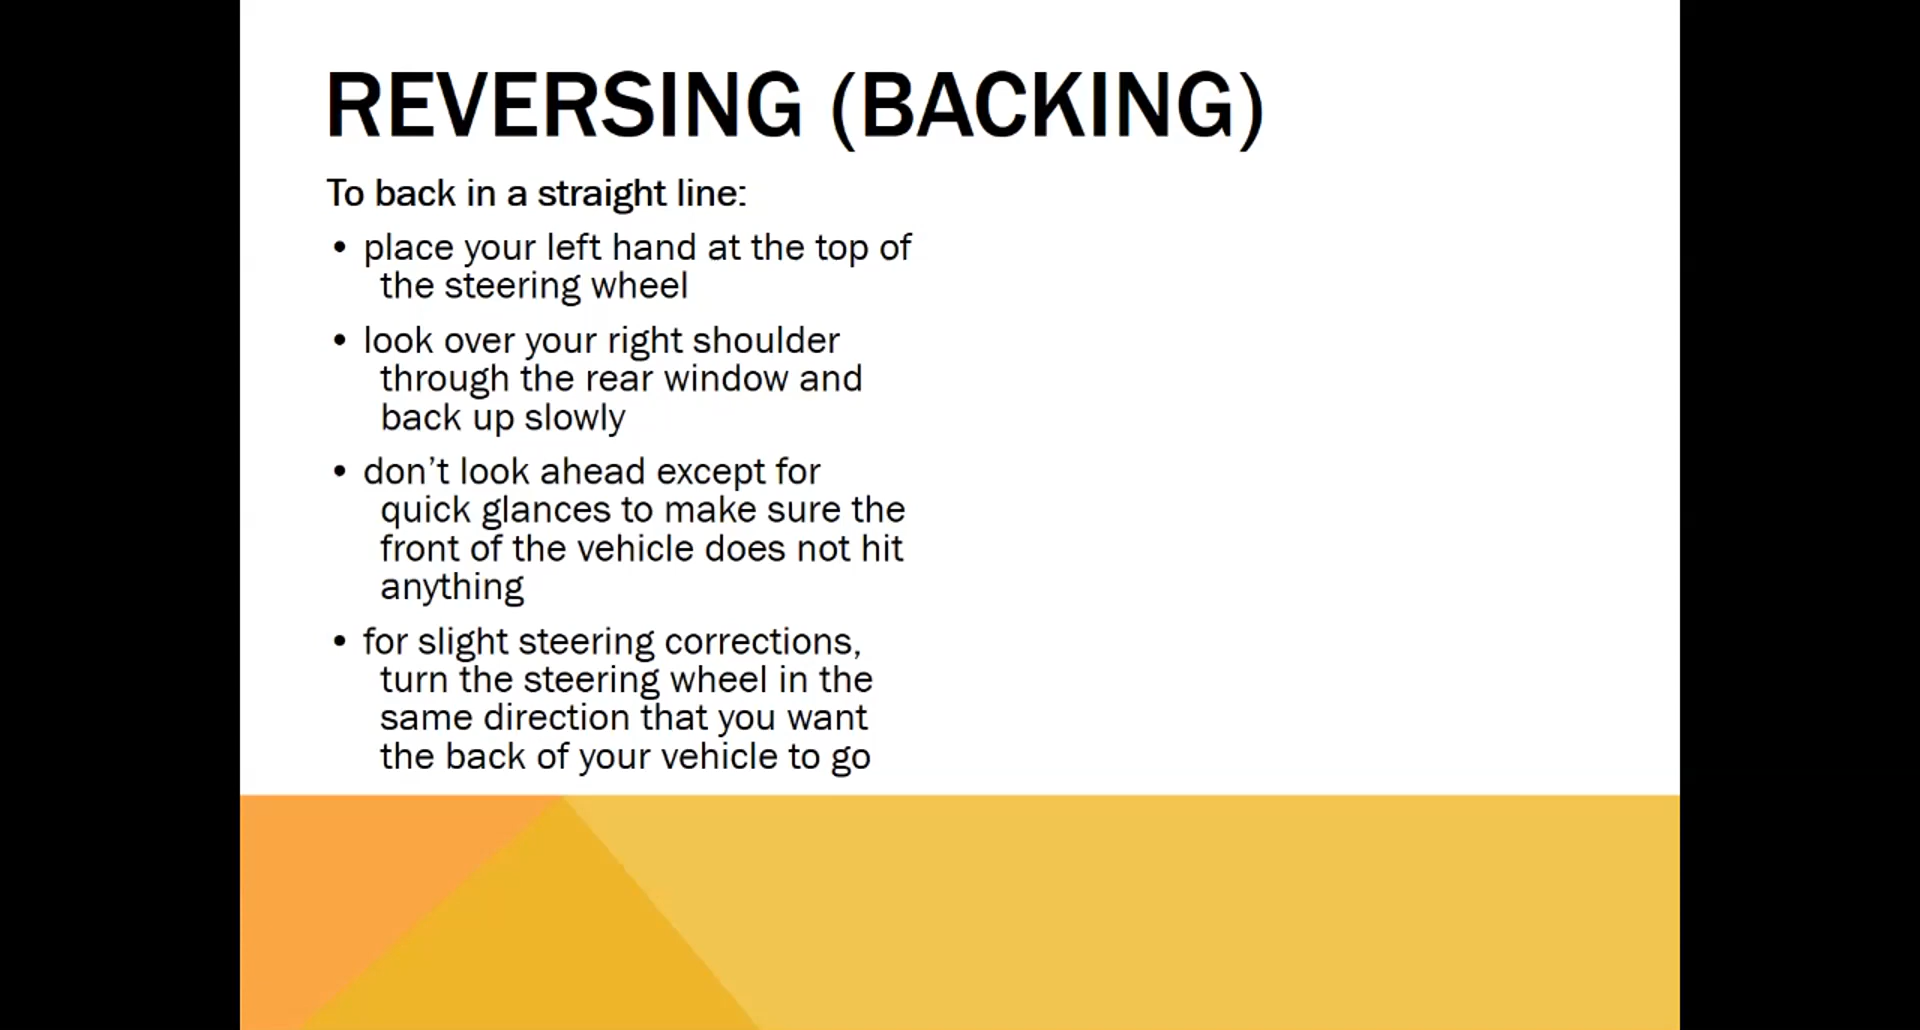 REVERSING (BACKING)
To back in a straight line:
• place your left hand at the top of
the steering wheel
• look over your right shoulder
through the rear window and
back up slowly
• don’t look ahead except for
quick glances to make sure the
front of the vehicle does not hit
anything
• for slight steering corrections,
turn the steering wheel in the
same direction that you want
the back of your vehicle to go